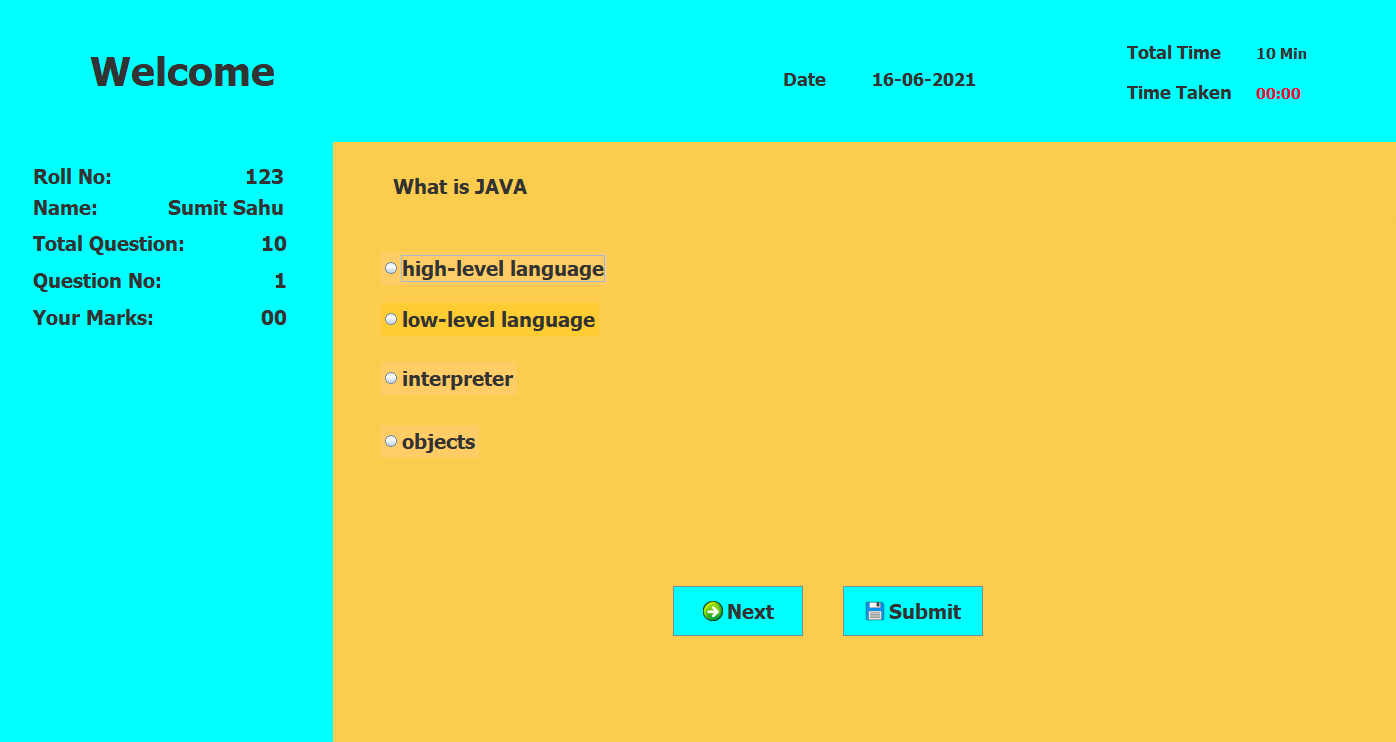 Welcome
Date 16-06-2021
Total Time 10 Min
Time Taken 00:00
Roll No: 123
Name: Sumit Sahu
Total Question: 10
Question No: 1
Your Marks: 00
What is JAVA
high-level language
low-level language
interpreter
objects
Next
Submit